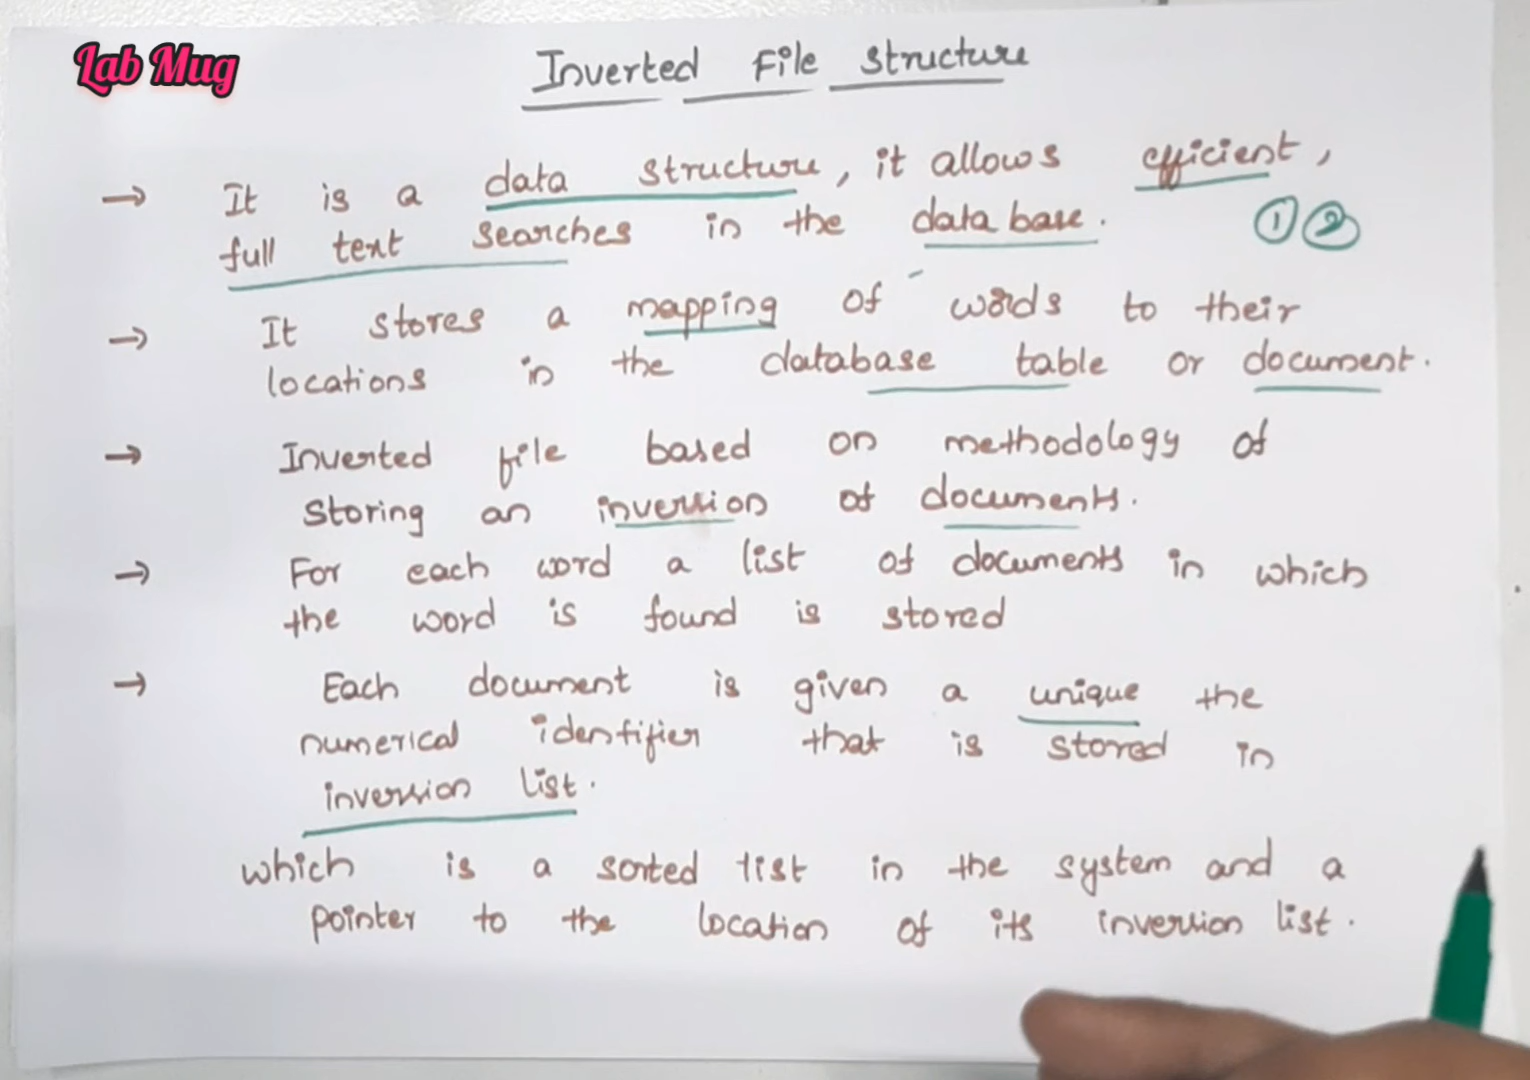 Lab Mug
Inverted File Structure
→ It is a data structure, it allows efficient,
full text searches in the data base. ① ②
→ It stores a mapping of words to their
locations in the database table or document.
→ Inverted file based on methodology of
storing an inversion of documents.
→ For each word a list of documents in which
the word is found is stored
→ Each document is given a unique the
numerical identifier that is stored in
inversion list.
which is a sorted list in the system and a
pointer to the location of its inversion list.